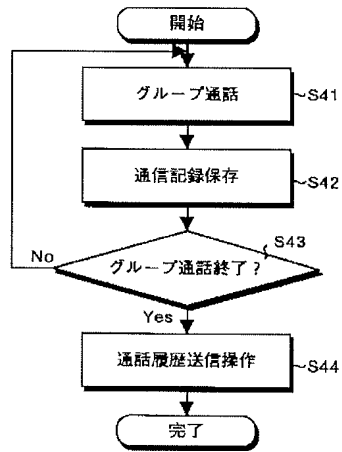 開始
グループ通話
S41
通信記録保存
S42
S43
グループ通話終了?
No
Yes
通話履歴送信操作
S44
完了